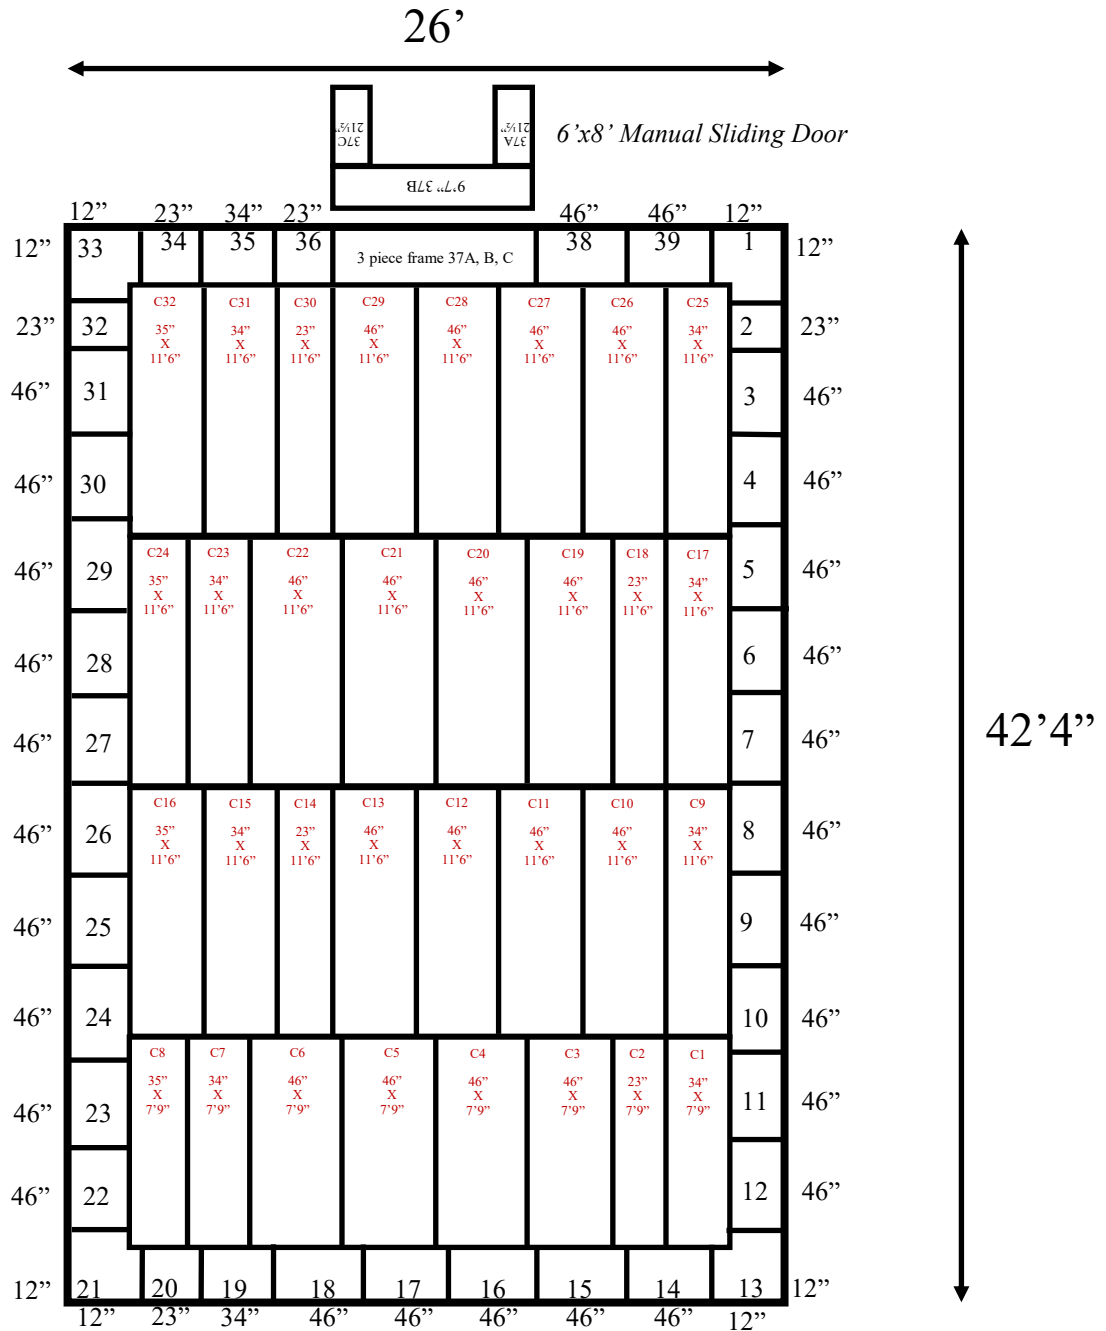 26’
37C
21½”
37A
21½”
6’x8’ Manual Sliding Door
9’7” 37B
12” 23” 34” 23” 46” 46” 12”
12” 33 34 35 36 38 39 1 12”
3 piece frame 37A, B, C
C32 C31 C30 C29 C28 C27 C26 C25
35” 34” 23” 46” 46” 46” 46” 34”
X X X X X X X X
11’6” 11’6” 11’6” 11’6” 11’6” 11’6” 11’6” 11’6”
23” 32 2 23”
46” 31 3 46”
46” 30 4 46”
C24 C23 C22 C21 C20 C19 C18 C17
35” 34” 46” 46” 46” 46” 23” 34”
X X X X X X X X
11’6” 11’6” 11’6” 11’6” 11’6” 11’6” 11’6” 11’6”
46” 29 5 46”
46” 28 6 46”
46” 27 7 46”
42’4”
C16 C15 C14 C13 C12 C11 C10 C9
35” 34” 23” 46” 46” 46” 46” 34”
X X X X X X X X
11’6” 11’6” 11’6” 11’6” 11’6” 11’6” 11’6” 11’6”
46” 26 8 46”
46” 25 9 46”
46” 24 10 46”
C8 C7 C6 C5 C4 C3 C2 C1
35” 34” 46” 46” 46” 46” 23” 34”
X X X X X X X X
7’9” 7’9” 7’9” 7’9” 7’9” 7’9” 7’9” 7’9”
46” 23 11 46”
46” 22 12 46”
12” 21 20 19 18 17 16 15 14 13 12”
12” 23” 34” 46” 46” 46” 46” 46” 12”